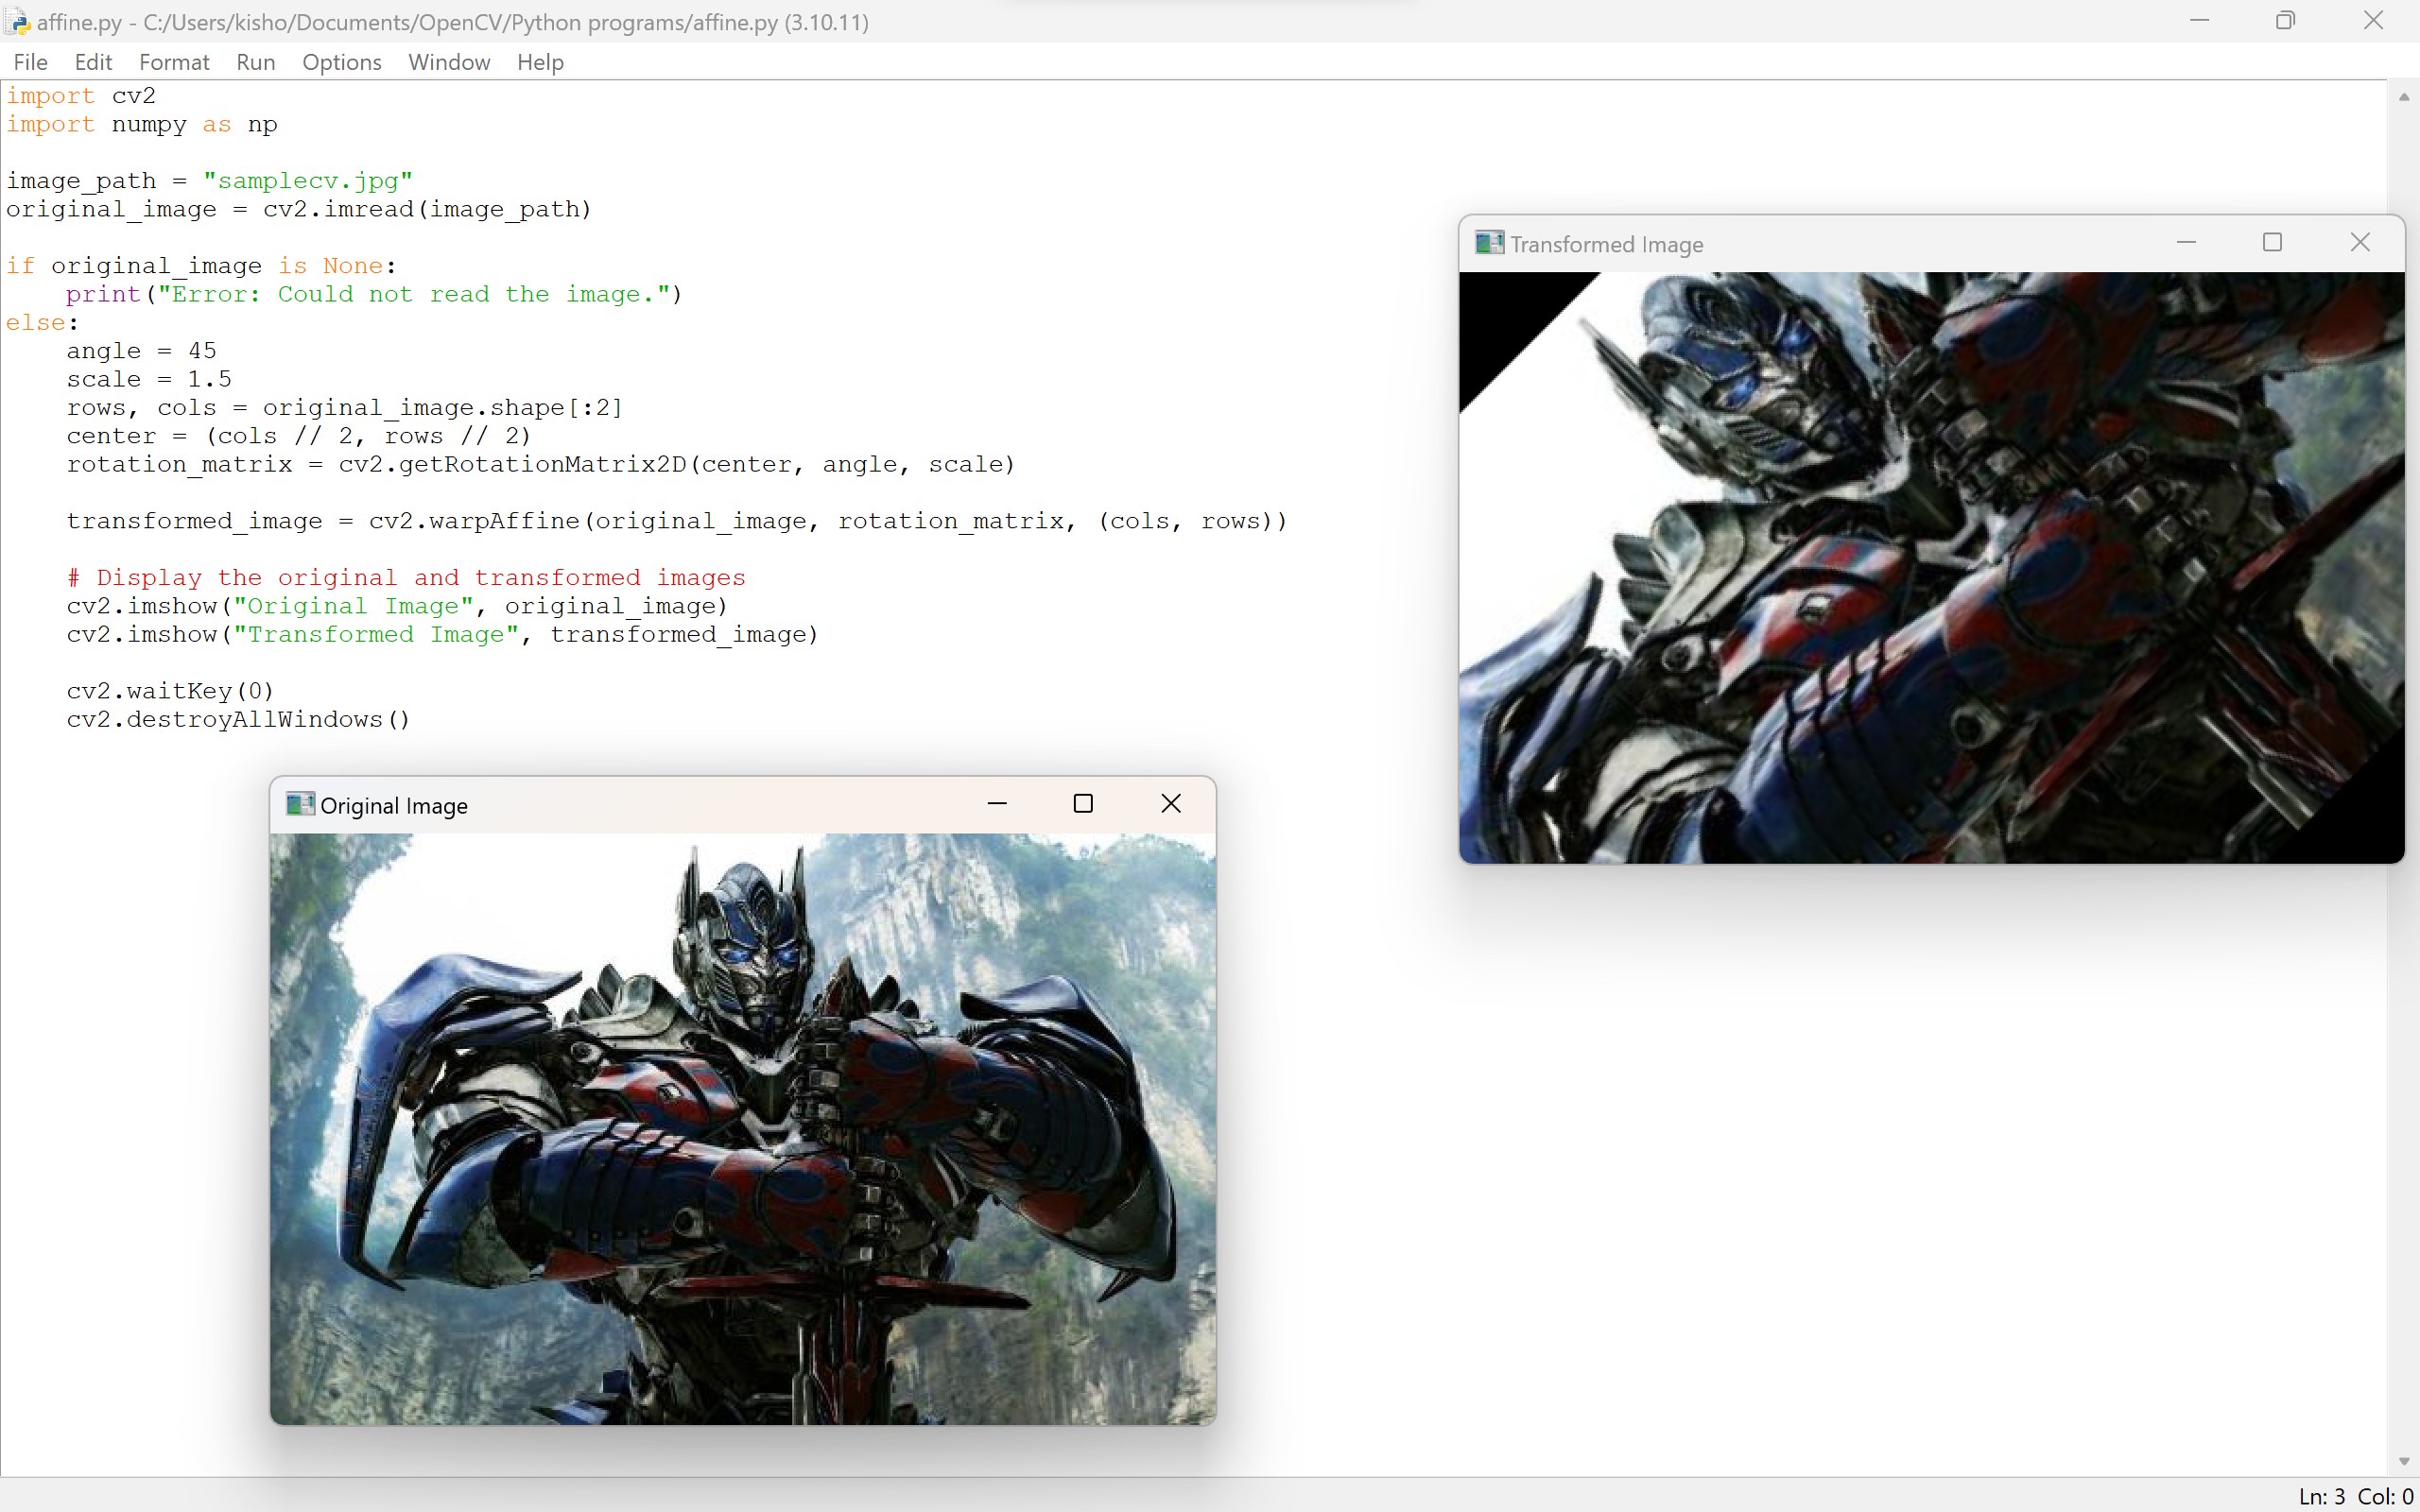 affine.py - C:/Users/kisho/Documents/OpenCV/Python programs/affine.py (3.10.11)
File Edit Format Run Options Window Help
import cv2
import numpy as np
image_path = "samplecv.jpg"
original_image = cv2.imread(image_path)
if original_image is None:
    print("Error: Could not read the image.")
else:
    angle = 45
    scale = 1.5
    rows, cols = original_image.shape[:2]
    center = (cols // 2, rows // 2)
    rotation_matrix = cv2.getRotationMatrix2D(center, angle, scale)
    transformed_image = cv2.warpAffine(original_image, rotation_matrix, (cols, rows))
    # Display the original and transformed images
    cv2.imshow("Original Image", original_image)
    cv2.imshow("Transformed Image", transformed_image)
    cv2.waitKey(0)
    cv2.destroyAllWindows()
Transformed Image
Original Image
Ln: 3 Col: 0